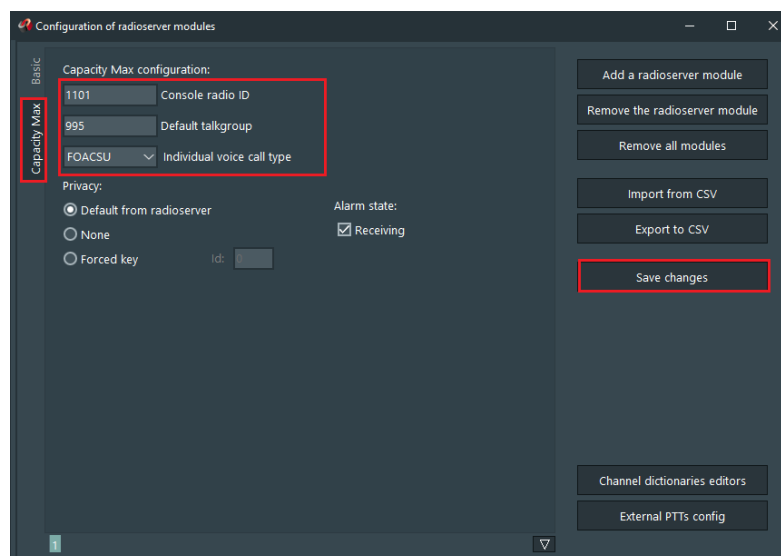 Configuration of radioserver modules
Basic
Capacity Max
Capacity Max configuration:
1101 Console radio ID
995 Default talkgroup
FOACSU Individual voice call type
Privacy:
Default from radioserver
None
Forced key Id: 0
Alarm state:
Receiving
Add a radioserver module
Remove the radioserver module
Remove all modules
Import from CSV
Export to CSV
Save changes
Channel dictionaries editors
External PTTs config
1